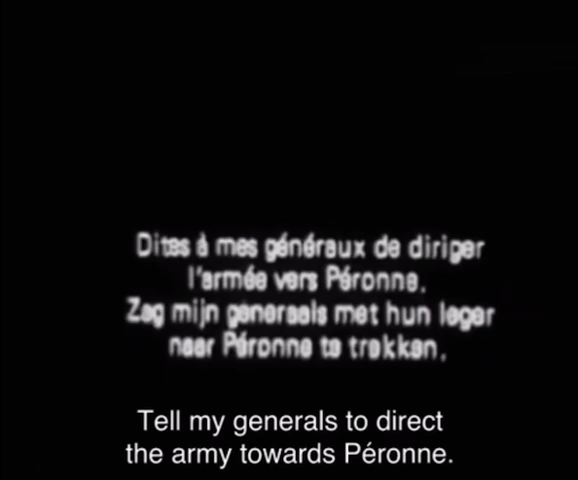 Dites à mes généraux de diriger
l'armée vers Péronne.
Zag mijn generaals met hun leger
naar Péronne te trekken.
Tell my generals to direct
the army towards Péronne.